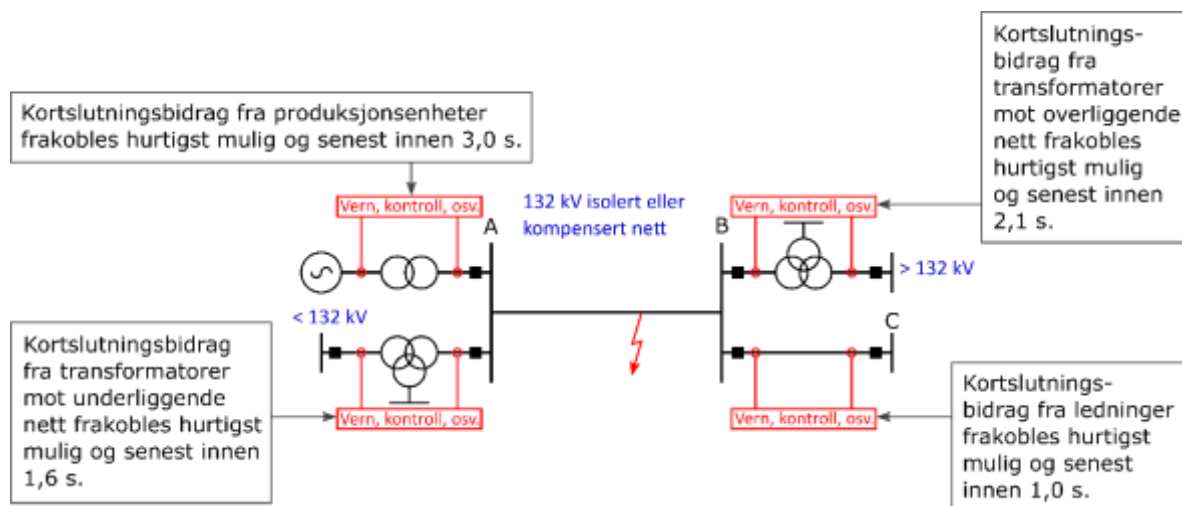 Kortslutningsbidrag fra produksjonsenheter
frakobles hurtigst mulig og senest innen 3,0 s.
Kortslutnings-
bidrag fra
transformatorer
mot overliggende
nett frakobles
hurtigst mulig
og senest innen
2,1 s.
Vern, kontroll, osv.
A
132 kV isolert eller
kompensert nett
B
Vern, kontroll, osv.
> 132 kV
< 132 kV
C
Kortslutningsbidrag
fra transformatorer
mot underliggende
nett frakobles hurtigst
mulig og senest innen
1,6 s.
Vern, kontroll, osv.
Vern, kontroll, osv.
Kortslutnings-
bidrag fra ledninger
frakobles hurtigst
mulig og senest
innen 1,0 s.